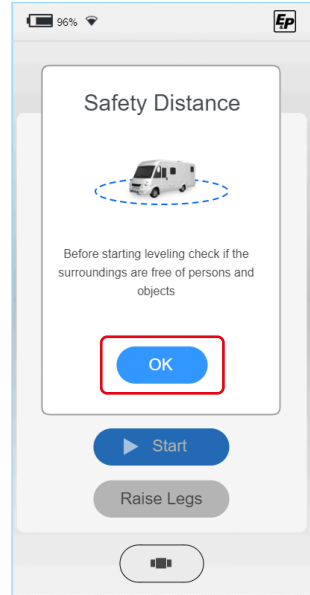 96%
EP
Safety Distance
Before starting leveling check if the
surroundings are free of persons and
objects
OK
Start
Raise Legs